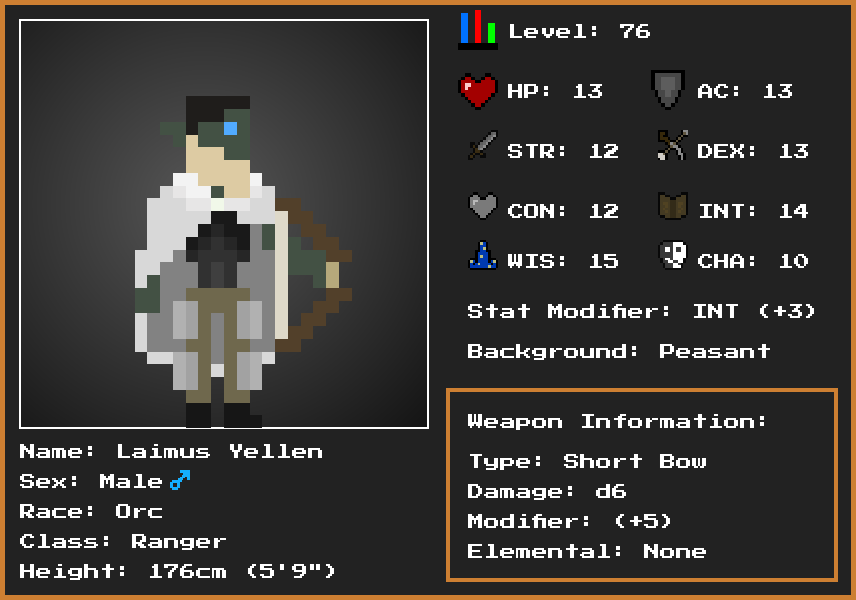 Level: 76
HP: 13
AC: 13
STR: 12
DEX: 13
CON: 12
INT: 14
WIS: 15
CHA: 10
Stat Modifier: INT (+3)
Background: Peasant
Weapon Information:
Type: Short Bow
Damage: d6
Modifier: (+5)
Elemental: None
Name: Laimus Yellen
Sex: Male♂
Race: Orc
Class: Ranger
Height: 176cm (5'9")